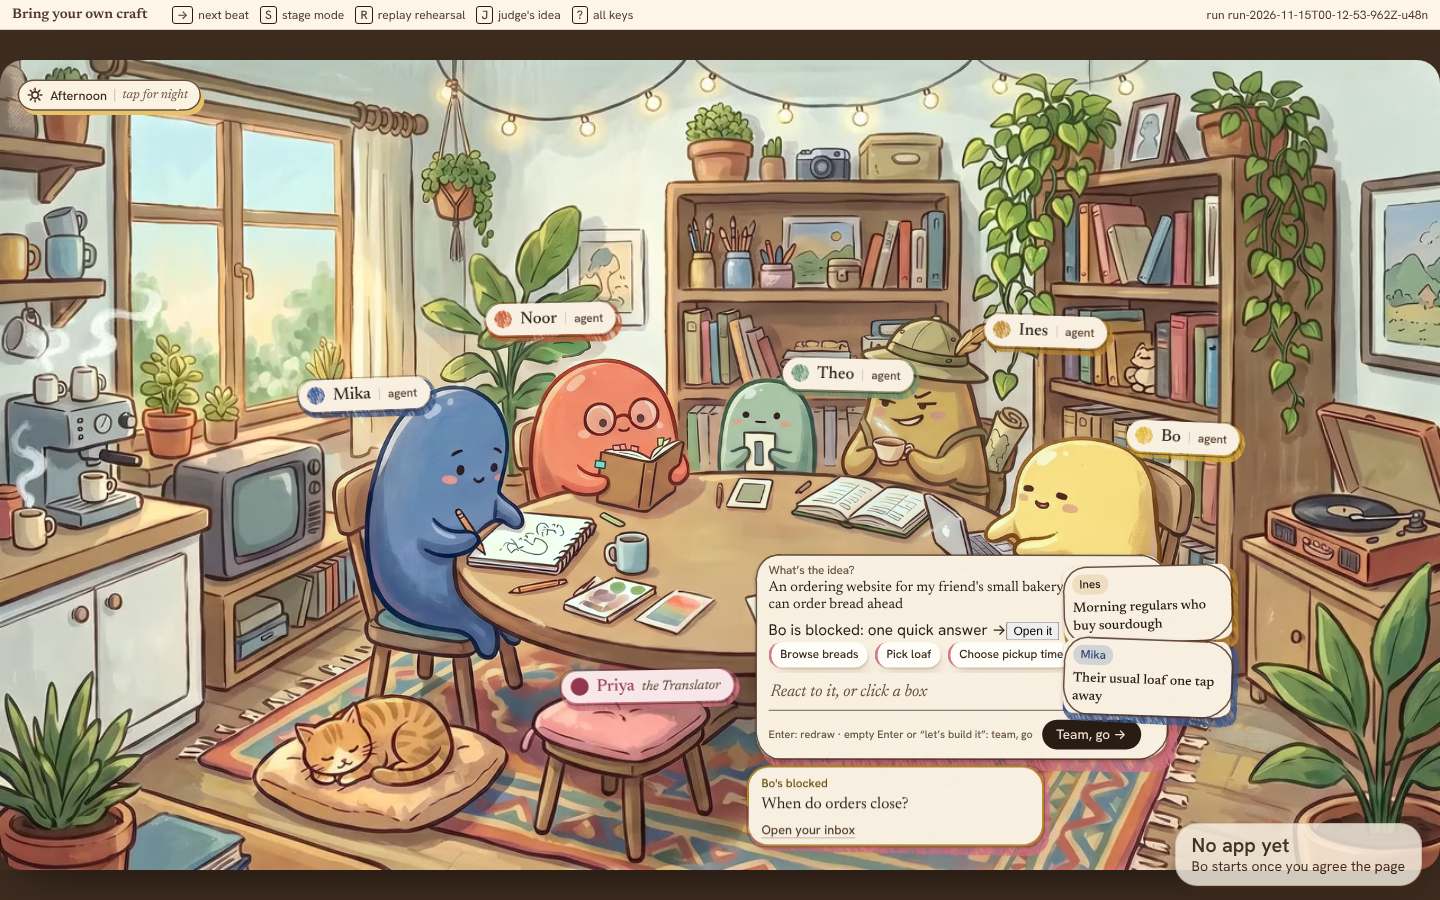 Bring your own craft
→ next beat S stage mode R replay rehearsal J judge's idea ? all keys
run run-2026-11-15T00-12-53-962Z-u48n
Afternoon tap for night
Noor agent
Ines agent
Theo agent
Mika agent
Bo agent
What's the idea?
An ordering website for my friend's small bakery
can order bread ahead
Bo is blocked: one quick answer → Open it
Browse breads Pick loaf Choose pickup time
React to it, or click a box
Enter: redraw · empty Enter or “let's build it”: team, go Team, go →
Ines
Morning regulars who
buy sourdough
Mika
Their usual loaf one tap
away
Priya the Translator
Bo's blocked
When do orders close?
Open your inbox
No app yet
Bo starts once you agree the page